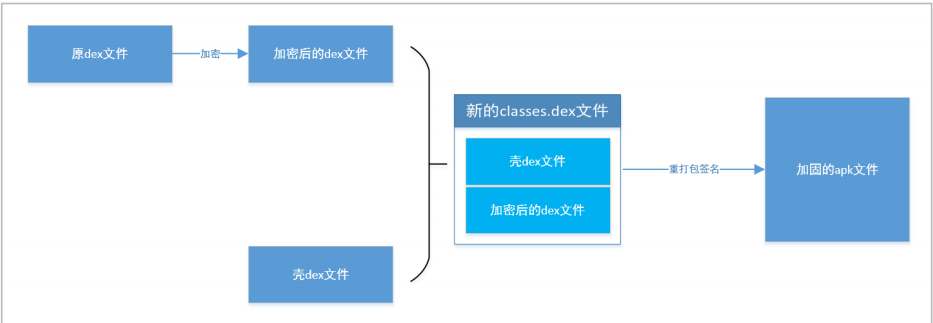 原dex文件
加密
加密后的dex文件
新的classes.dex文件
壳dex文件
加密后的dex文件
重打包签名
加固的apk文件
壳dex文件